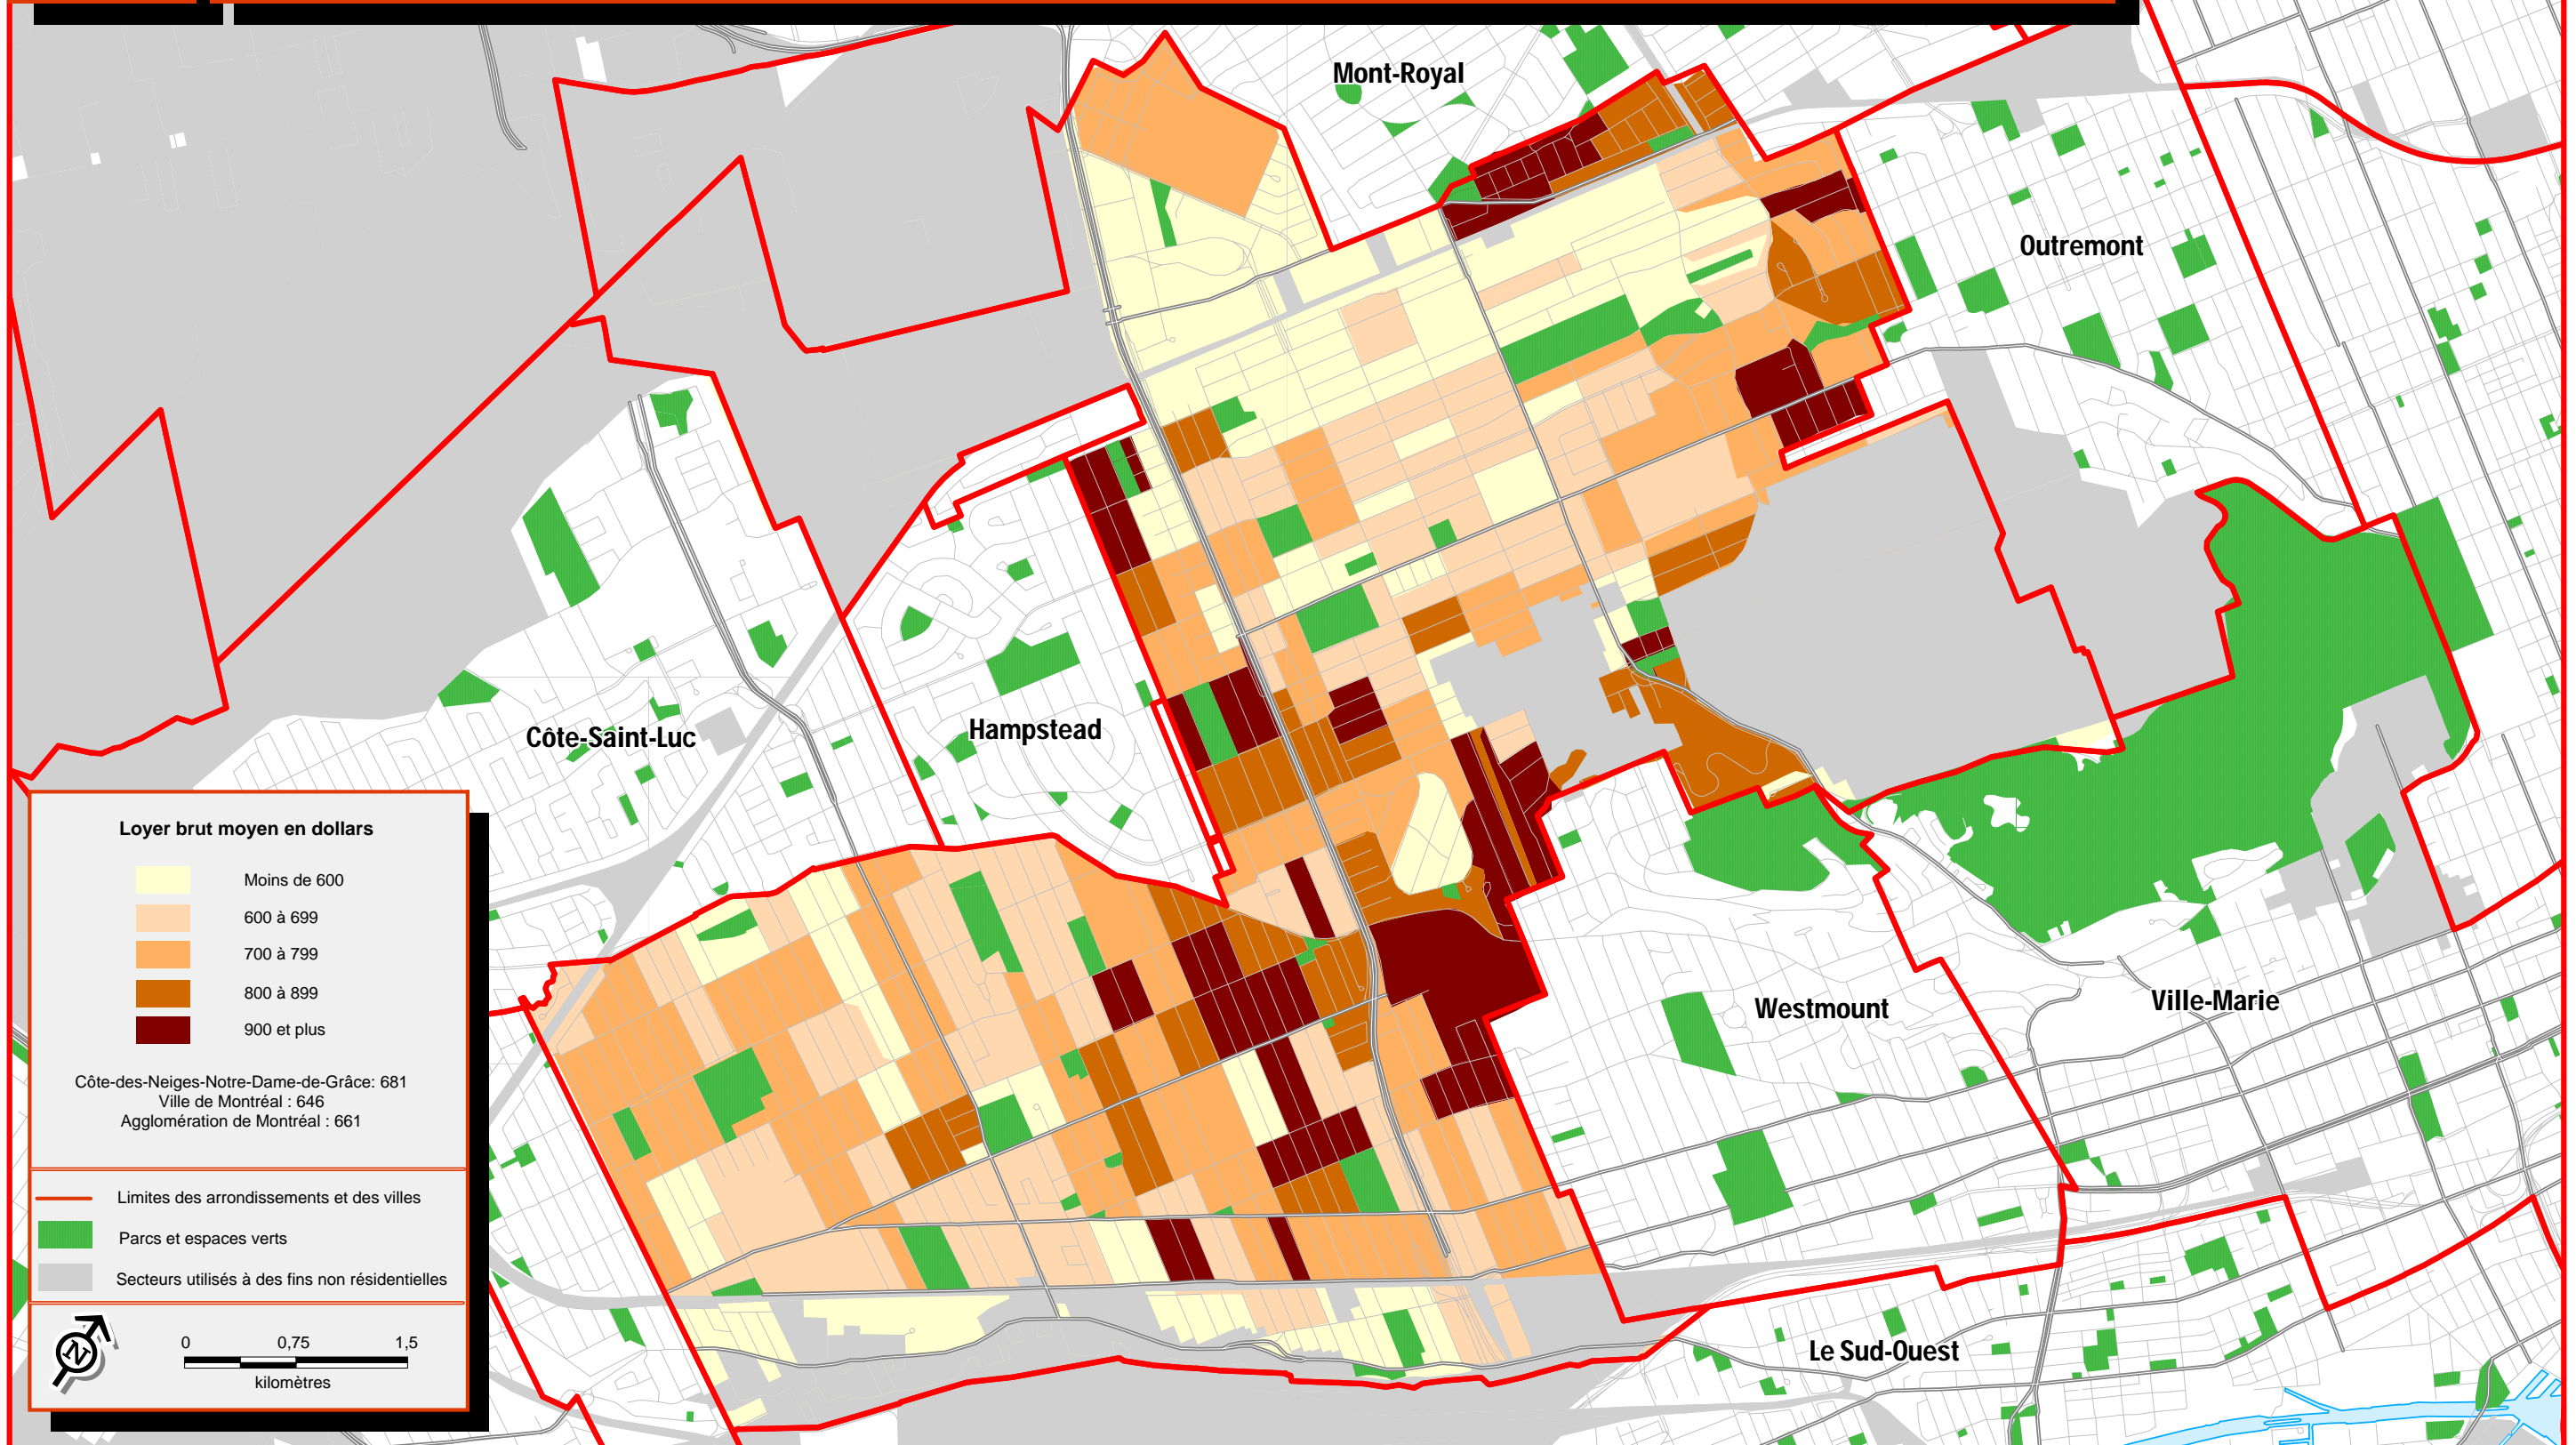 Mont-Royal
Outremont
Côte-Saint-Luc
Hampstead
Westmount
Ville-Marie
Le Sud-Ouest
Loyer brut moyen en dollars
Moins de 600
600 à 699
700 à 799
800 à 899
900 et plus
Côte-des-Neiges-Notre-Dame-de-Grâce: 681
Ville de Montréal : 646
Agglomération de Montréal : 661
Limites des arrondissements et des villes
Parcs et espaces verts
Secteurs utilisés à des fins non résidentielles
N
0 0,75 1,5
kilomètres